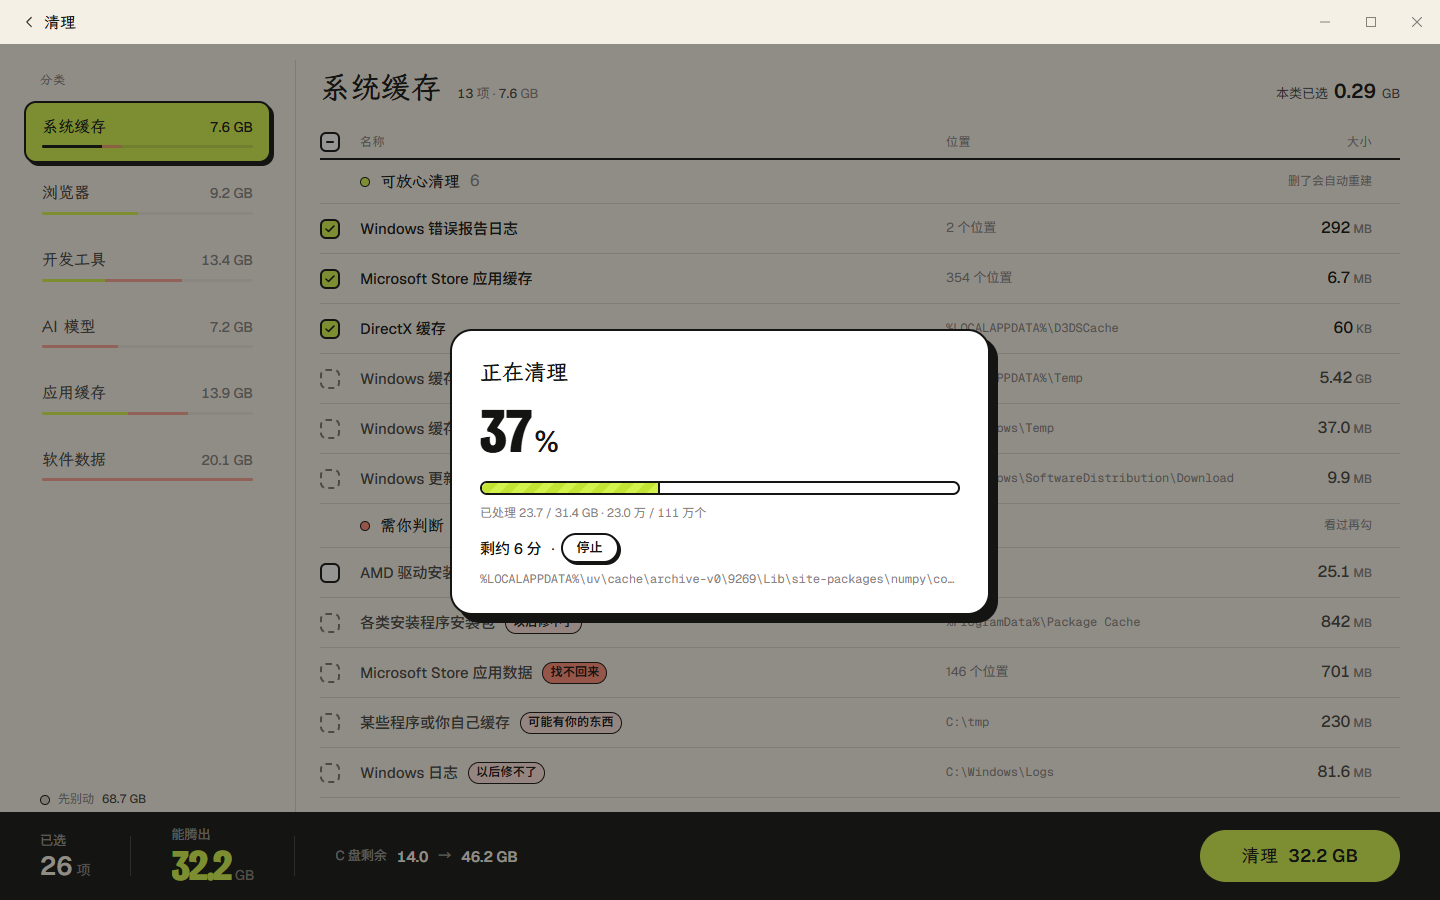 清理
分类
系统缓存 7.6 GB
浏览器 9.2 GB
开发工具 13.4 GB
AI 模型 7.2 GB
应用缓存 13.9 GB
软件数据 20.1 GB
先别动 68.7 GB
系统缓存 13 项 · 7.6 GB
本类已选 0.29 GB
名称 位置 大小
可放心清理 6 删了会自动重建
Windows 错误报告日志 2 个位置 292 MB
Microsoft Store 应用缓存 354 个位置 6.7 MB
DirectX 缓存 %LOCALAPPDATA%\D3DSCache 60 KB
Windows 缓存 PPDATA%\Temp 5.42 GB
Windows 缓存 ows\Temp 37.0 MB
Windows 更新 ows\SoftwareDistribution\Download 9.9 MB
需你判断 看过再勾
AMD 驱动安装 25.1 MB
各类安装程序安装包 以后修不了 %ProgramData%\Package Cache 842 MB
Microsoft Store 应用数据 找不回来 146 个位置 701 MB
某些程序或你自己缓存 可能有你的东西 C:\tmp 230 MB
Windows 日志 以后修不了 C:\Windows\Logs 81.6 MB
正在清理
37%
已处理 23.7 / 31.4 GB · 23.0 万 / 111 万个
剩约 6 分 · 停止
%LOCALAPPDATA%\uv\cache\archive-v0\9269\Lib\site-packages\numpy\co…
已选
26 项
能腾出
32.2 GB
C 盘剩余 14.0 → 46.2 GB
清理 32.2 GB